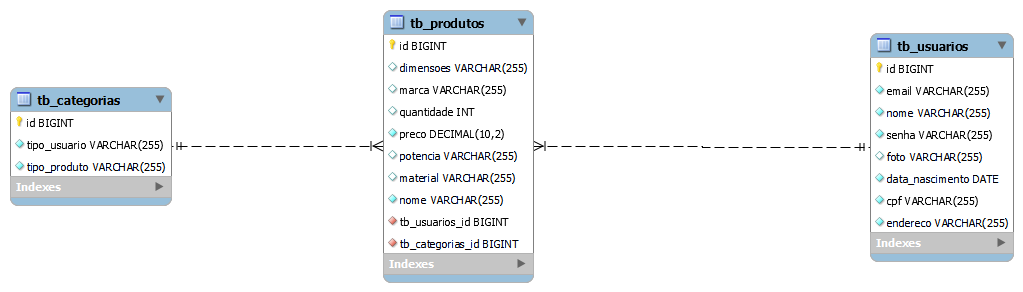 tb_categorias
id BIGINT
tipo_usuario VARCHAR(255)
tipo_produto VARCHAR(255)
Indexes
tb_produtos
id BIGINT
dimensoes VARCHAR(255)
marca VARCHAR(255)
quantidade INT
preco DECIMAL(10,2)
potencia VARCHAR(255)
material VARCHAR(255)
nome VARCHAR(255)
tb_usuarios_id BIGINT
tb_categorias_id BIGINT
Indexes
tb_usuarios
id BIGINT
email VARCHAR(255)
nome VARCHAR(255)
senha VARCHAR(255)
foto VARCHAR(255)
data_nascimento DATE
cpf VARCHAR(255)
endereco VARCHAR(255)
Indexes